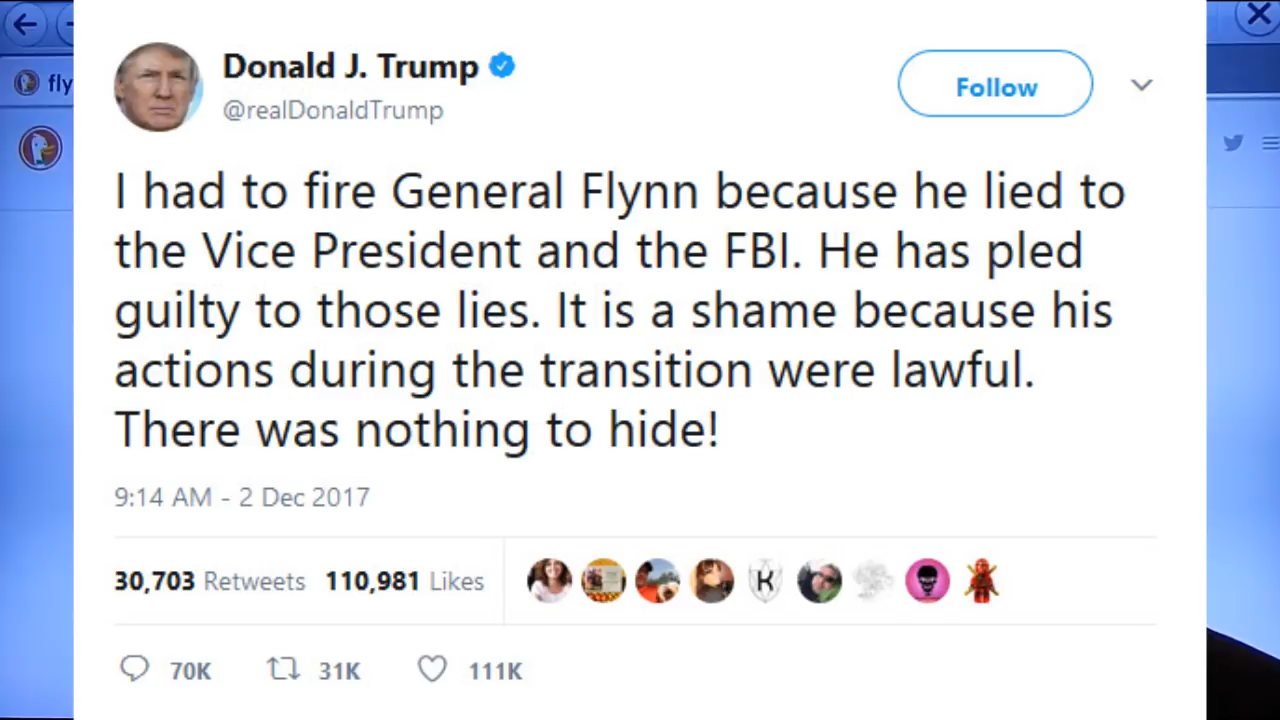 fly
Donald J. Trump
@realDonaldTrump
Follow
I had to fire General Flynn because he lied to
the Vice President and the FBI. He has pled
guilty to those lies. It is a shame because his
actions during the transition were lawful.
There was nothing to hide!
9:14 AM - 2 Dec 2017
30,703 Retweets 110,981 Likes
K
70K 31K 111K